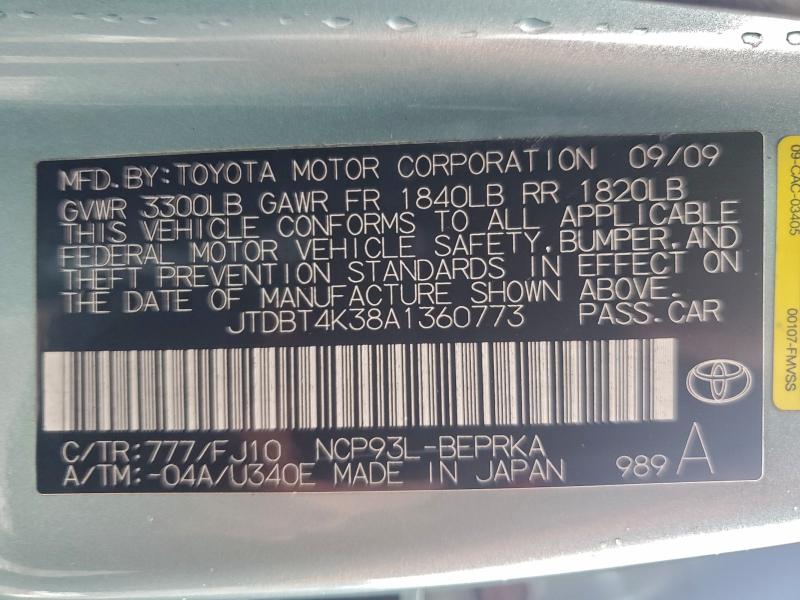 MFD.BY:TOYOTA MOTOR CORPORATION 09/09
GVWR 3300LB GAWR FR 1840LB RR 1820LB
THIS VEHICLE CONFORMS TO ALL APPLICABLE
FEDERAL MOTOR VEHICLE SAFETY,BUMPER,AND
THEFT PREVENTION STANDARDS IN EFFECT ON
THE DATE OF MANUFACTURE SHOWN ABOVE.
JTDBT4K38A1360773 PASS.CAR
C/TR:777/FJ10 NCP93L-BEPRKA
A/TM:-04A/U340E MADE IN JAPAN 989 A
09-CAC-03405
00107-FMVSS